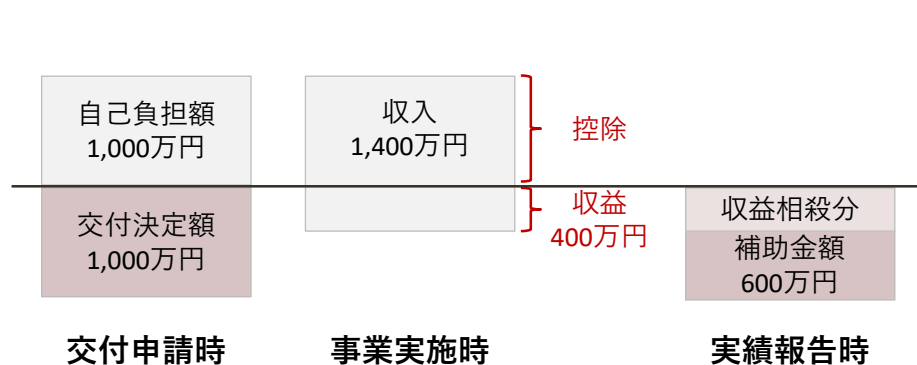 自己負担額
1,000万円
交付決定額
1,000万円
交付申請時
収入
1,400万円
控除
収益
400万円
事業実施時
収益相殺分
補助金額
600万円
実績報告時